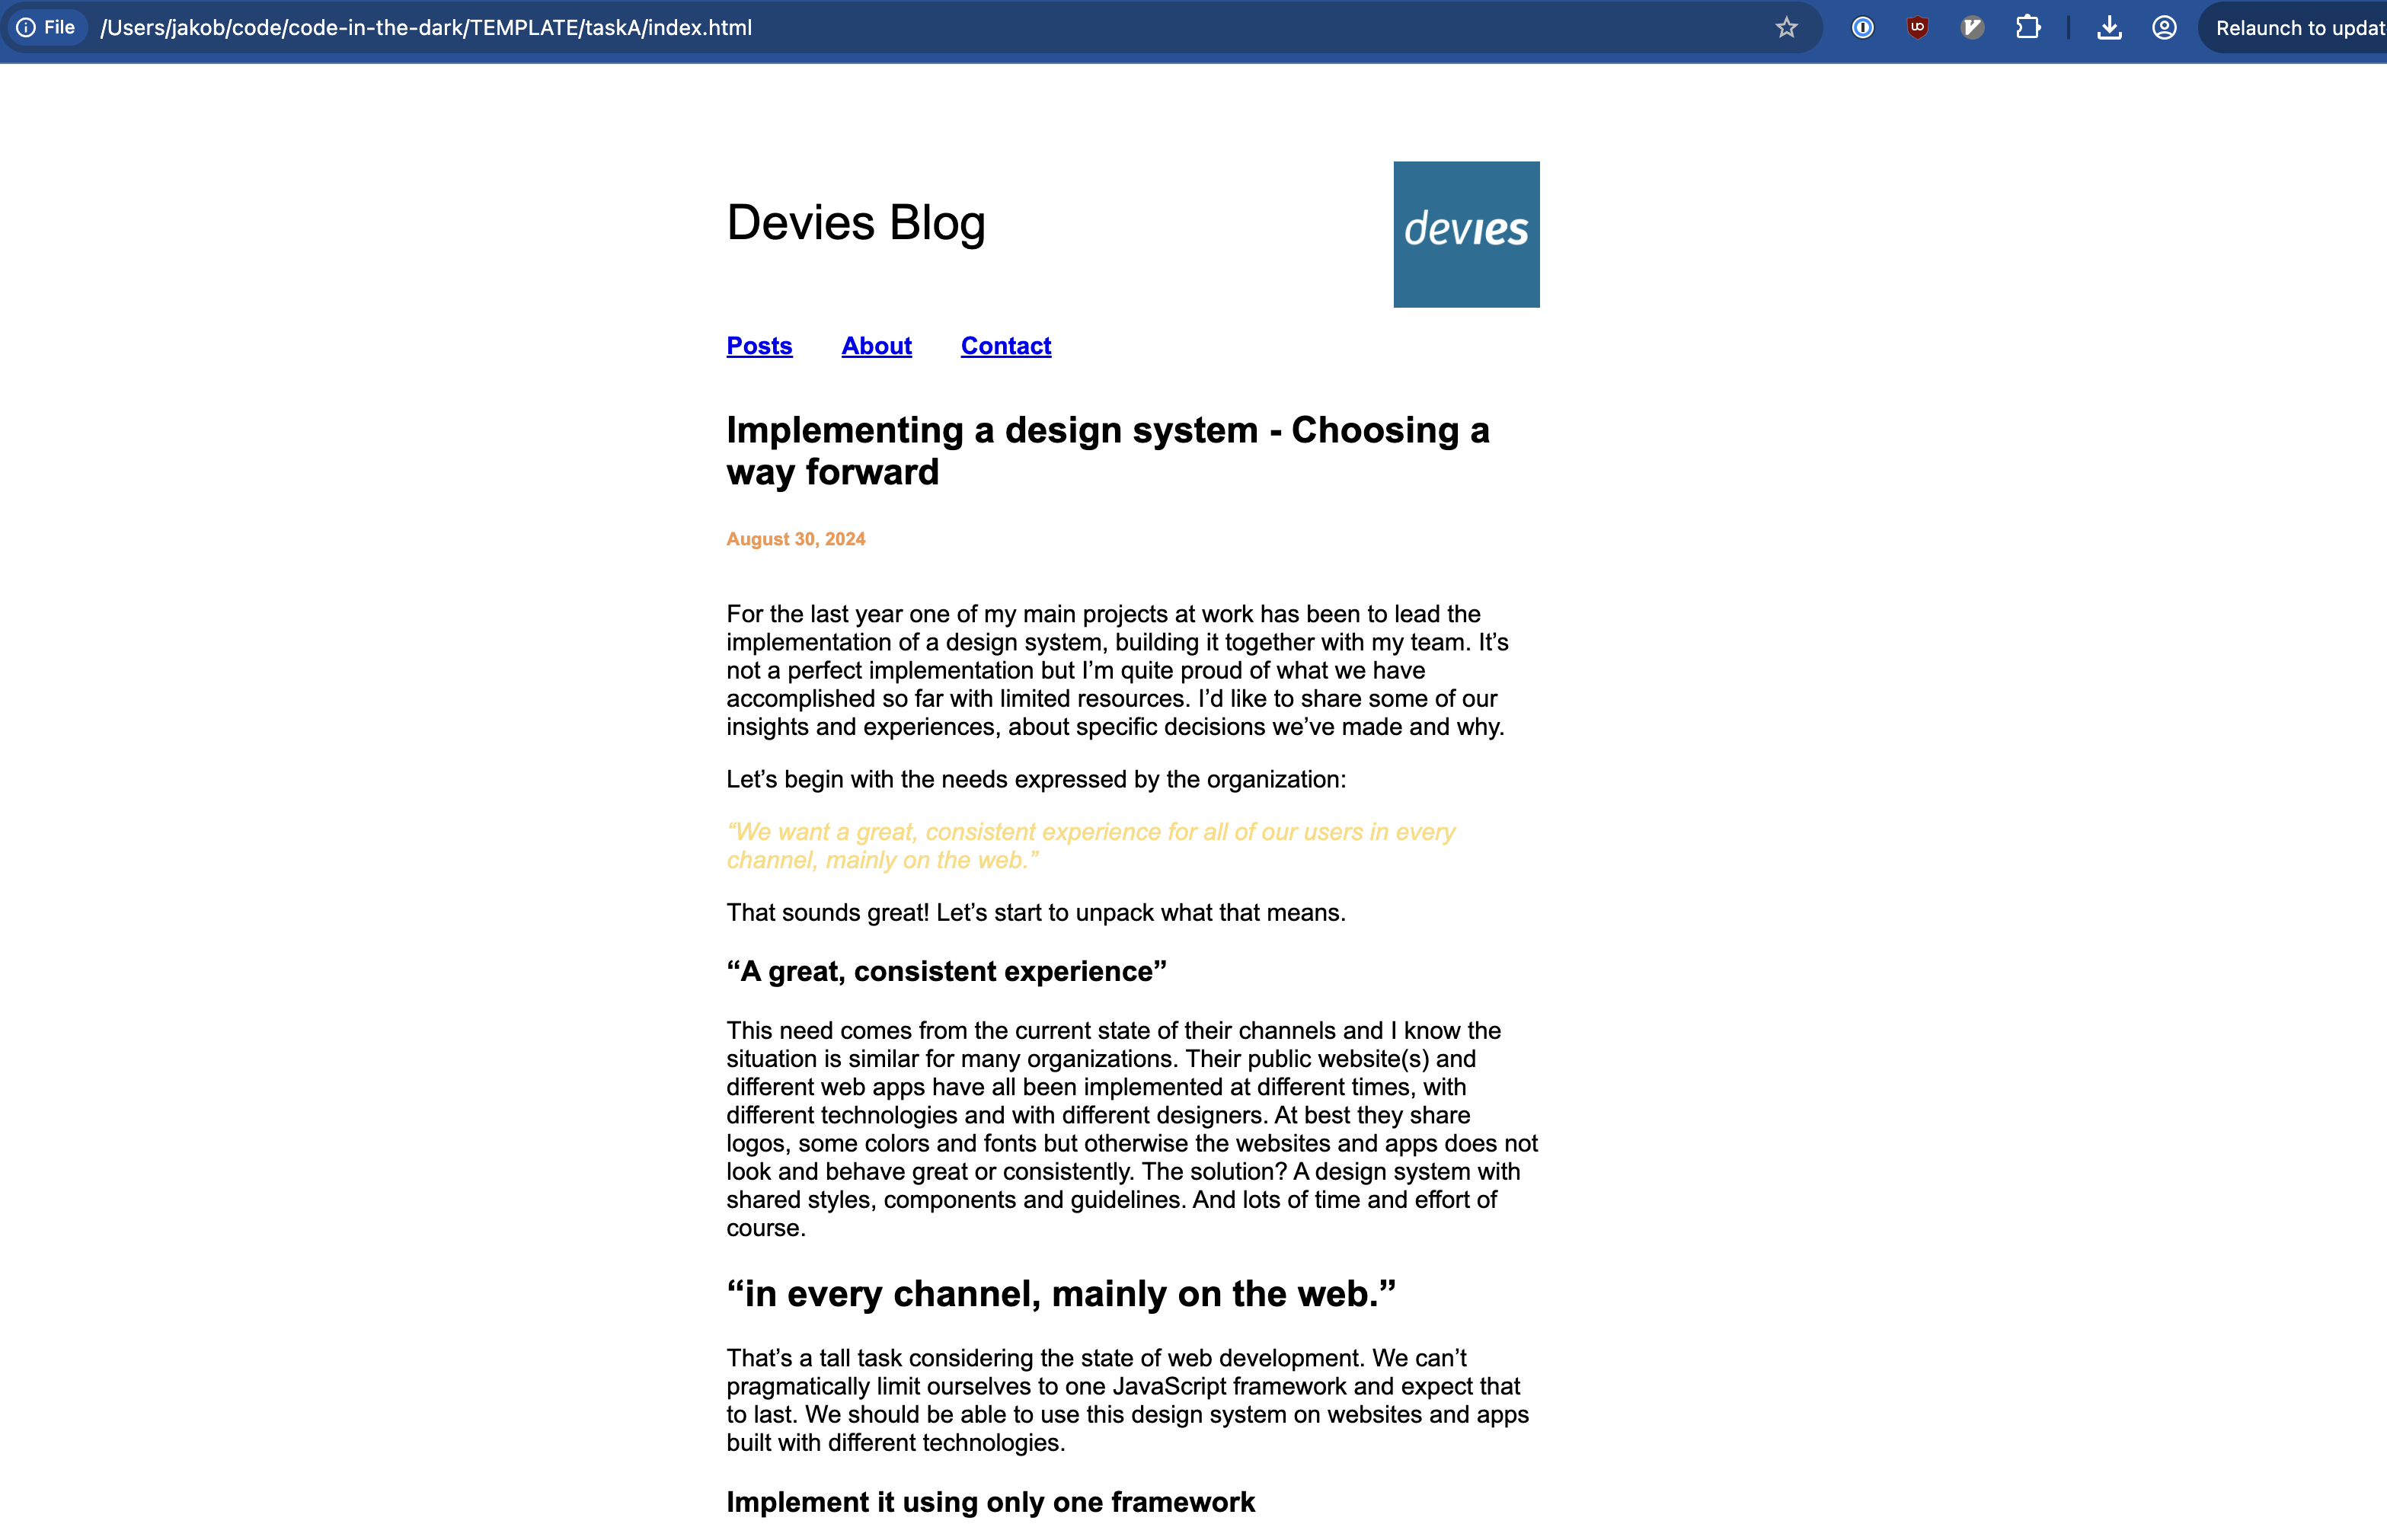 File /Users/jakob/code/code-in-the-dark/TEMPLATE/taskA/index.html Relaunch to updat
Devies Blog
devies
Posts About Contact
Implementing a design system - Choosing a
way forward
August 30, 2024
For the last year one of my main projects at work has been to lead the
implementation of a design system, building it together with my team. It’s
not a perfect implementation but I’m quite proud of what we have
accomplished so far with limited resources. I’d like to share some of our
insights and experiences, about specific decisions we’ve made and why.
Let’s begin with the needs expressed by the organization:
“We want a great, consistent experience for all of our users in every
channel, mainly on the web.”
That sounds great! Let’s start to unpack what that means.
“A great, consistent experience”
This need comes from the current state of their channels and I know the
situation is similar for many organizations. Their public website(s) and
different web apps have all been implemented at different times, with
different technologies and with different designers. At best they share
logos, some colors and fonts but otherwise the websites and apps does not
look and behave great or consistently. The solution? A design system with
shared styles, components and guidelines. And lots of time and effort of
course.
“in every channel, mainly on the web.”
That’s a tall task considering the state of web development. We can’t
pragmatically limit ourselves to one JavaScript framework and expect that
to last. We should be able to use this design system on websites and apps
built with different technologies.
Implement it using only one framework